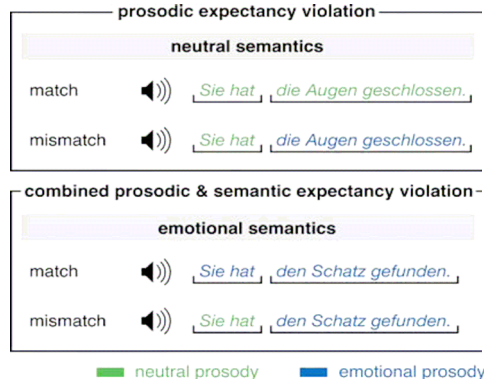 prosodic expectancy violation
neutral semantics
match Sie hat die Augen geschlossen.
mismatch Sie hat die Augen geschlossen.
combined prosodic & semantic expectancy violation
emotional semantics
match Sie hat den Schatz gefunden.
mismatch Sie hat den Schatz gefunden.
neutral prosody emotional prosody